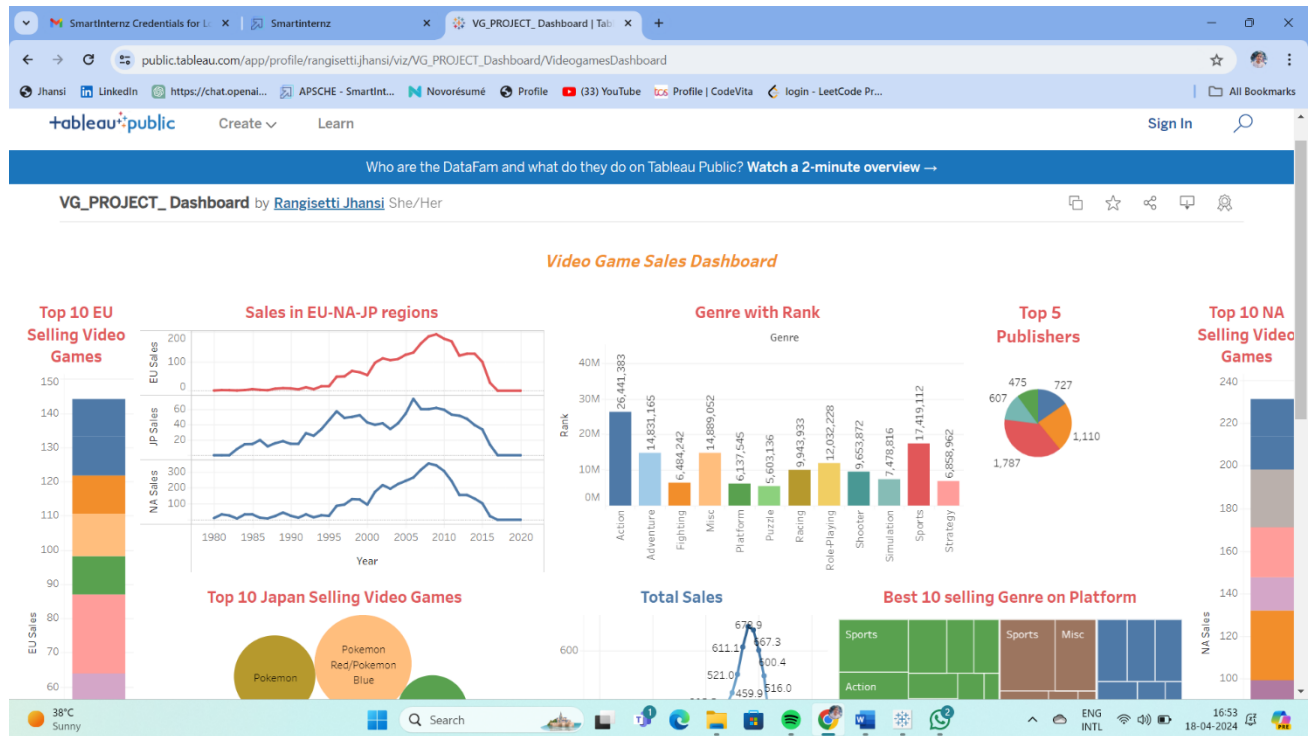 SmartInternz Credentials for L
Smartinternz
VG_PROJECT_ Dashboard | Tab
public.tableau.com/app/profile/rangisetti.jhansi/viz/VG_PROJECT_Dashboard/VideogamesDashboard
Jhansi
LinkedIn
https://chat.openai...
APSCHE - SmartInt...
Novorésumé
Profile
(33) YouTube
tcs Profile | CodeVita
login - LeetCode Pr...
All Bookmarks
+ableau public
Create
Learn
Sign In
Who are the DataFam and what do they do on Tableau Public? Watch a 2-minute overview →
VG_PROJECT_ Dashboard by Rangisetti Jhansi She/Her
Video Game Sales Dashboard
Top 10 EU
Selling Video
Games
150
140
130
120
110
100
90
80
70
60
EU Sales
Sales in EU-NA-JP regions
EU Sales
200
100
0
JP Sales
60
40
20
NA Sales
300
200
100
1980 1985 1990 1995 2000 2005 2010 2015 2020
Year
Genre with Rank
Genre
Rank
40M
30M
20M
10M
0M
26,441,383
14,831,165
6,484,242
14,889,052
6,137,545
5,603,136
9,943,933
12,032,228
9,653,872
7,478,816
17,419,112
6,858,962
Action
Adventure
Fighting
Misc
Platform
Puzzle
Racing
Role-Playing
Shooter
Simulation
Sports
Strategy
Top 5
Publishers
475
727
607
1,110
1,787
Top 10 NA
Selling Video
Games
240
220
200
180
160
140
120
100
NA Sales
Top 10 Japan Selling Video Games
Pokemon
Pokemon
Red/Pokemon
Blue
Total Sales
600
678.9
611.1
667.3
600.4
521.0
516.0
459.9
Best 10 selling Genre on Platform
Sports
Sports
Misc
Action
38°C
Sunny
Search
1
2
ENG
INTL
16:53
18-04-2024
PRE